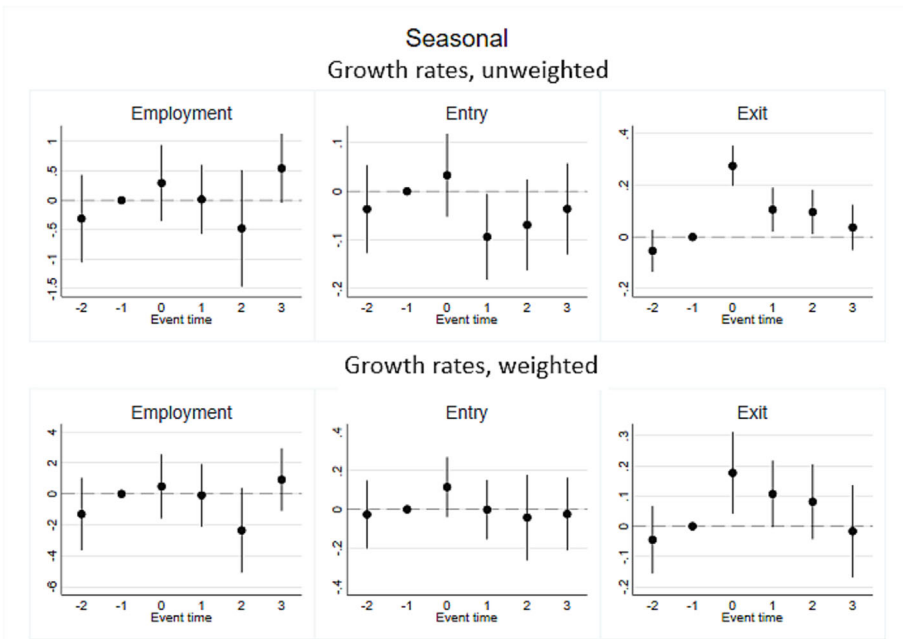 Seasonal
Growth rates, unweighted
Employment Entry Exit
1 .5 0 -.5 -1 -1.5
.1 0 -.1 -.2
.4 .2 0 -.2
-2 -1 0 1 2 3 -2 -1 0 1 2 3 -2 -1 0 1 2 3
Event time Event time Event time
Growth rates, weighted
Employment Entry Exit
4 2 0 -2 -4 -6
.4 .2 0 -.2 -.4
.3 .2 .1 0 -.1 -.2
-2 -1 0 1 2 3 -2 -1 0 1 2 3 -2 -1 0 1 2 3
Event time Event time Event time